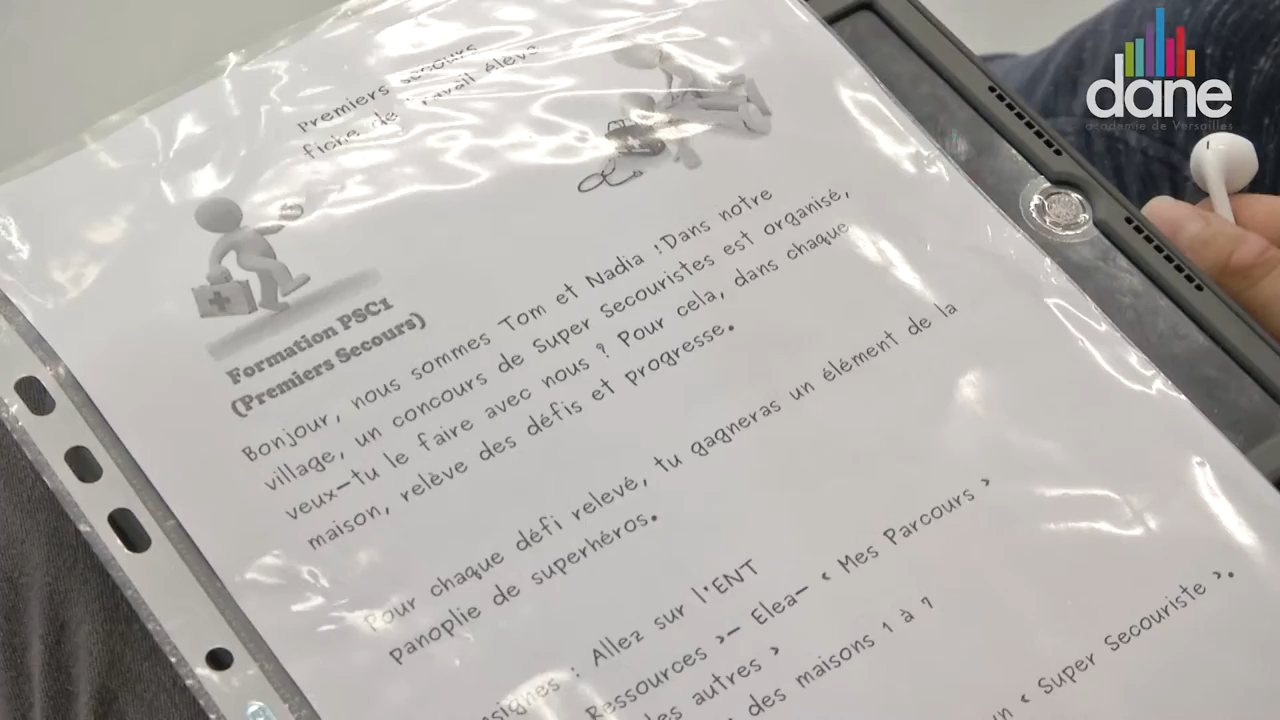 dane
académie de Versailles
Premiers secours
fiche de travail élève
Formation PSC1
(Premiers Secours)
Bonjour, nous sommes Tom et Nadia ! Dans notre
village, un concours de Super Secouristes est organisé,
veux-tu le faire avec nous ? Pour cela, dans chaque
maison, relève des défis et progresse.
Pour chaque défi relevé, tu gagneras un élément de la
panoplie de superhéros.
: Allez sur l'ENT
Ressources >- Elea- < Mes Parcours >
les autres >
des maisons 1 à 7
un < Super Secouriste >.